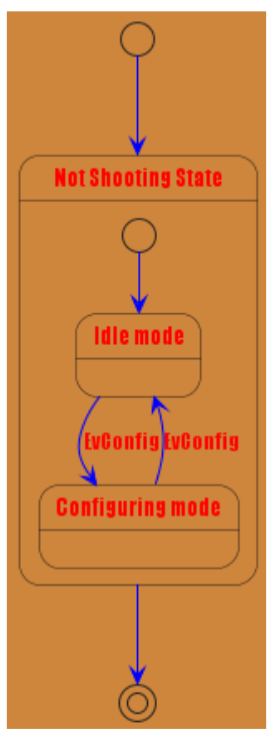 Not Shooting State
Idle mode
EvConfig EvConfig
Configuring mode